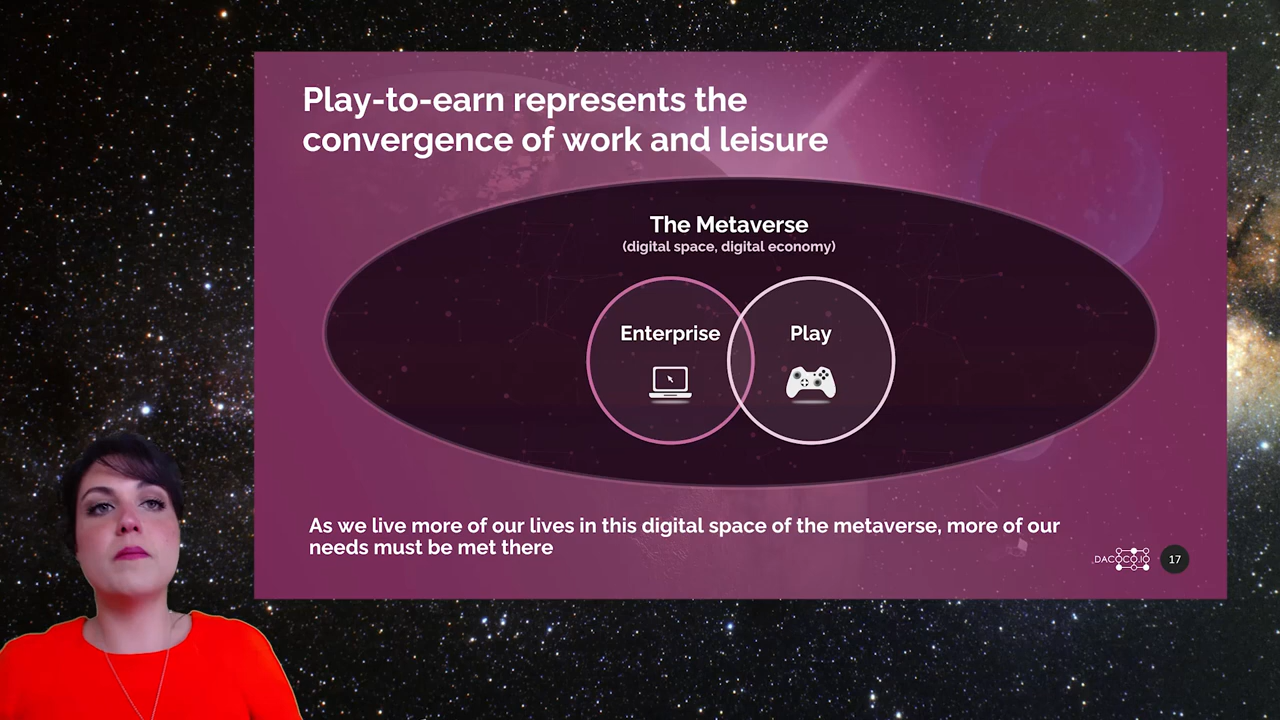 Play-to-earn represents the
convergence of work and leisure
The Metaverse
(digital space, digital economy)
Enterprise
Play
As we live more of our lives in this digital space of the metaverse, more of our
needs must be met there
DACOCO.IO
17